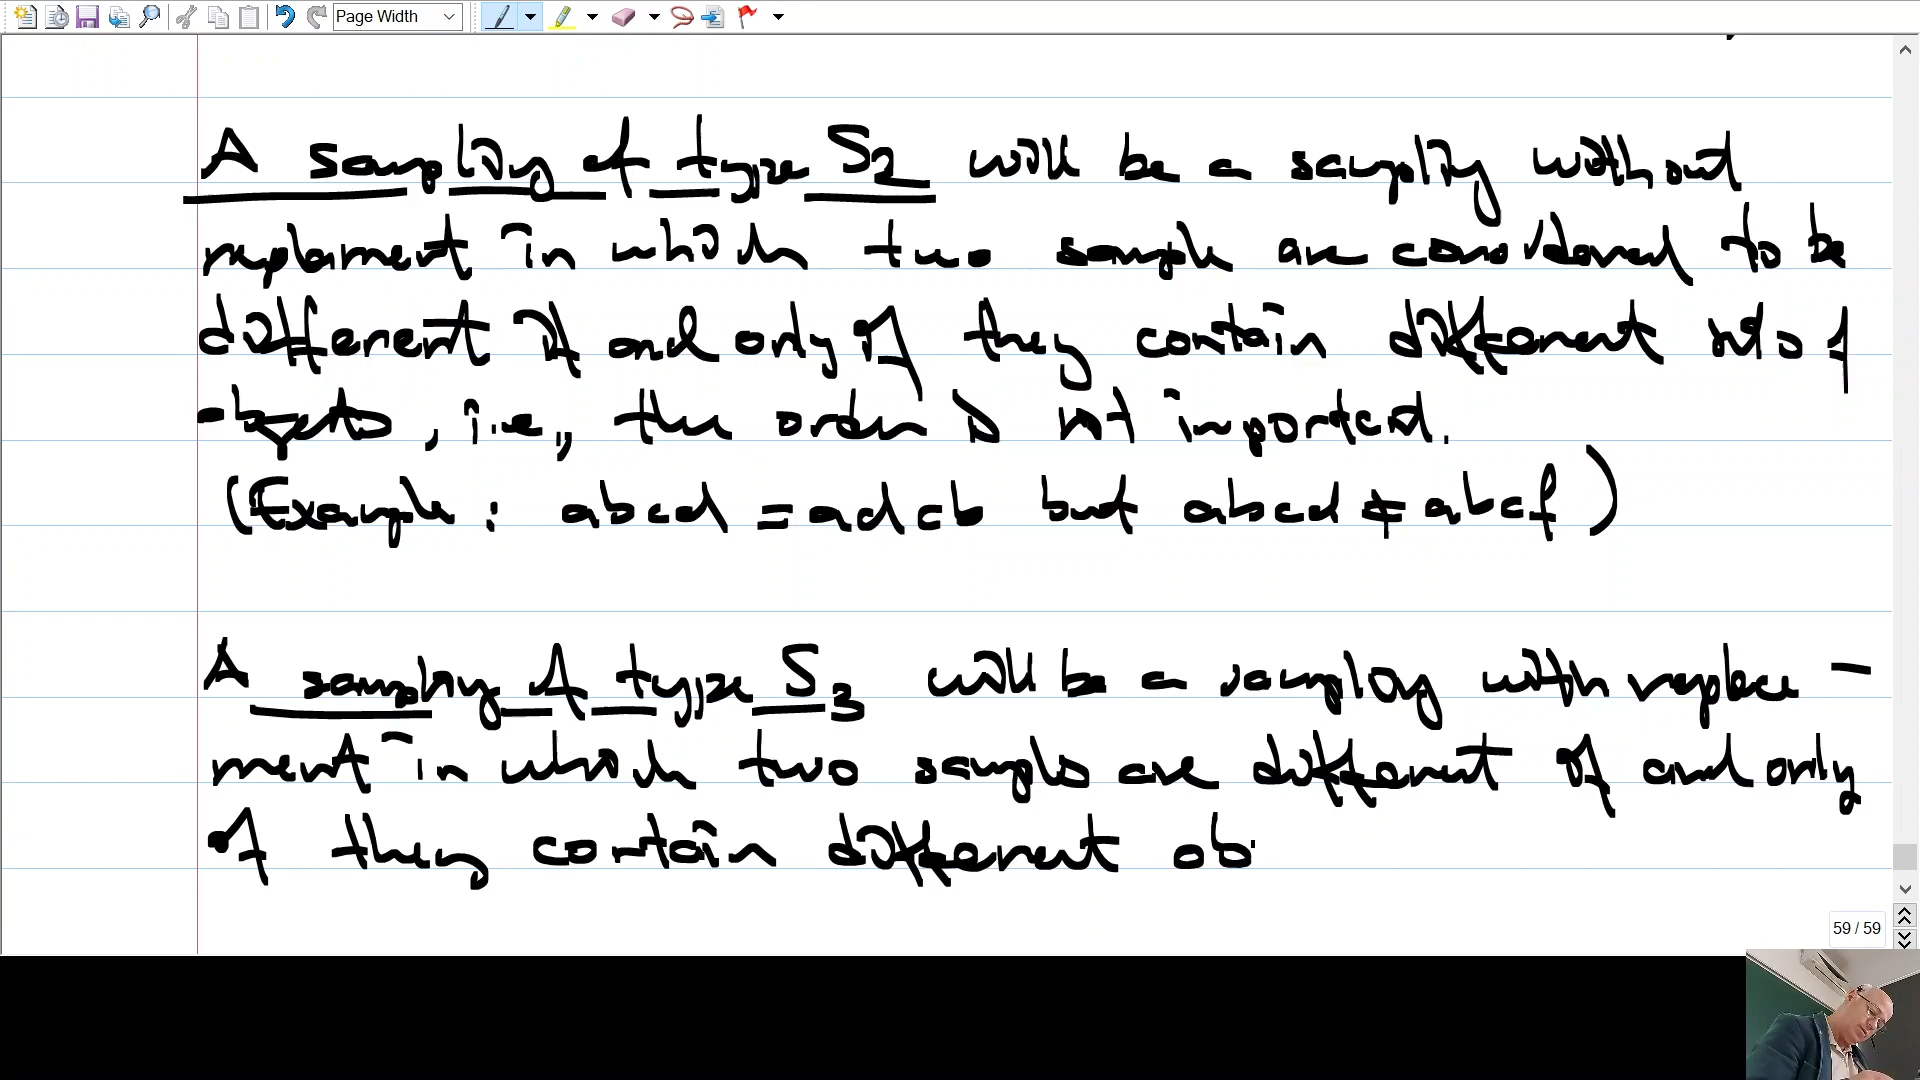 Page Width
A sampling of type S2 will be a sampling without
replament in which two sample are considered to be
different if and only if they contain different sets of
objects, i.e., the order is not important.
(Example : abcd = adcb but abcd ≠ abcf)
A sampling of type S3 will be a sampling with replace -
ment in which two samples are different if and only
if they contain different ob
59 / 59